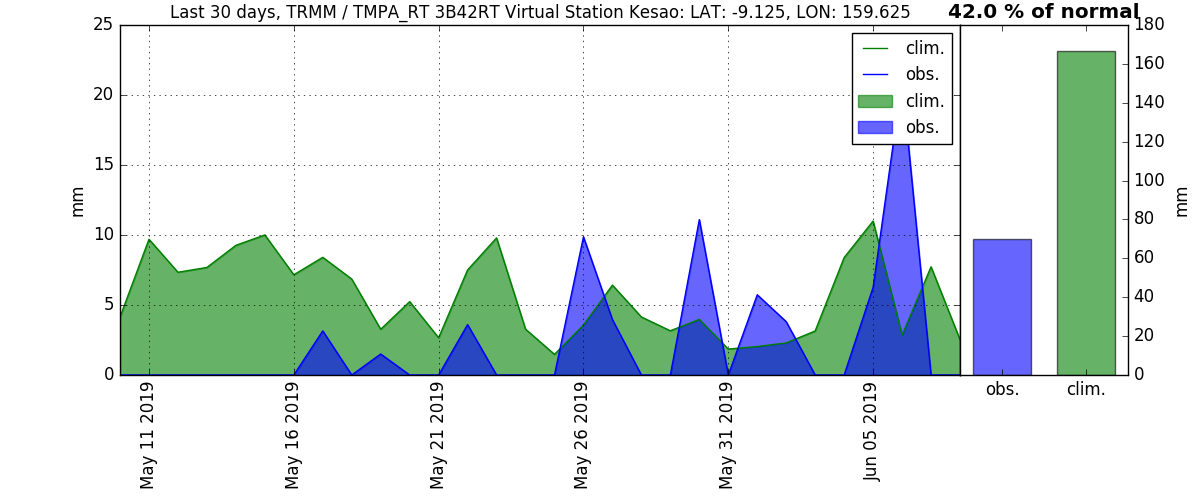 Last 30 days, TRMM / TMPA_RT 3B42RT Virtual Station Kesao: LAT: -9.125, LON: 159.625
42.0 % of normal
25
20
15
10
5
0
mm
clim.
obs.
clim.
obs.
May 11 2019
May 16 2019
May 21 2019
May 26 2019
May 31 2019
Jun 05 2019
180
160
140
120
100
80
60
40
20
0
mm
obs.
clim.